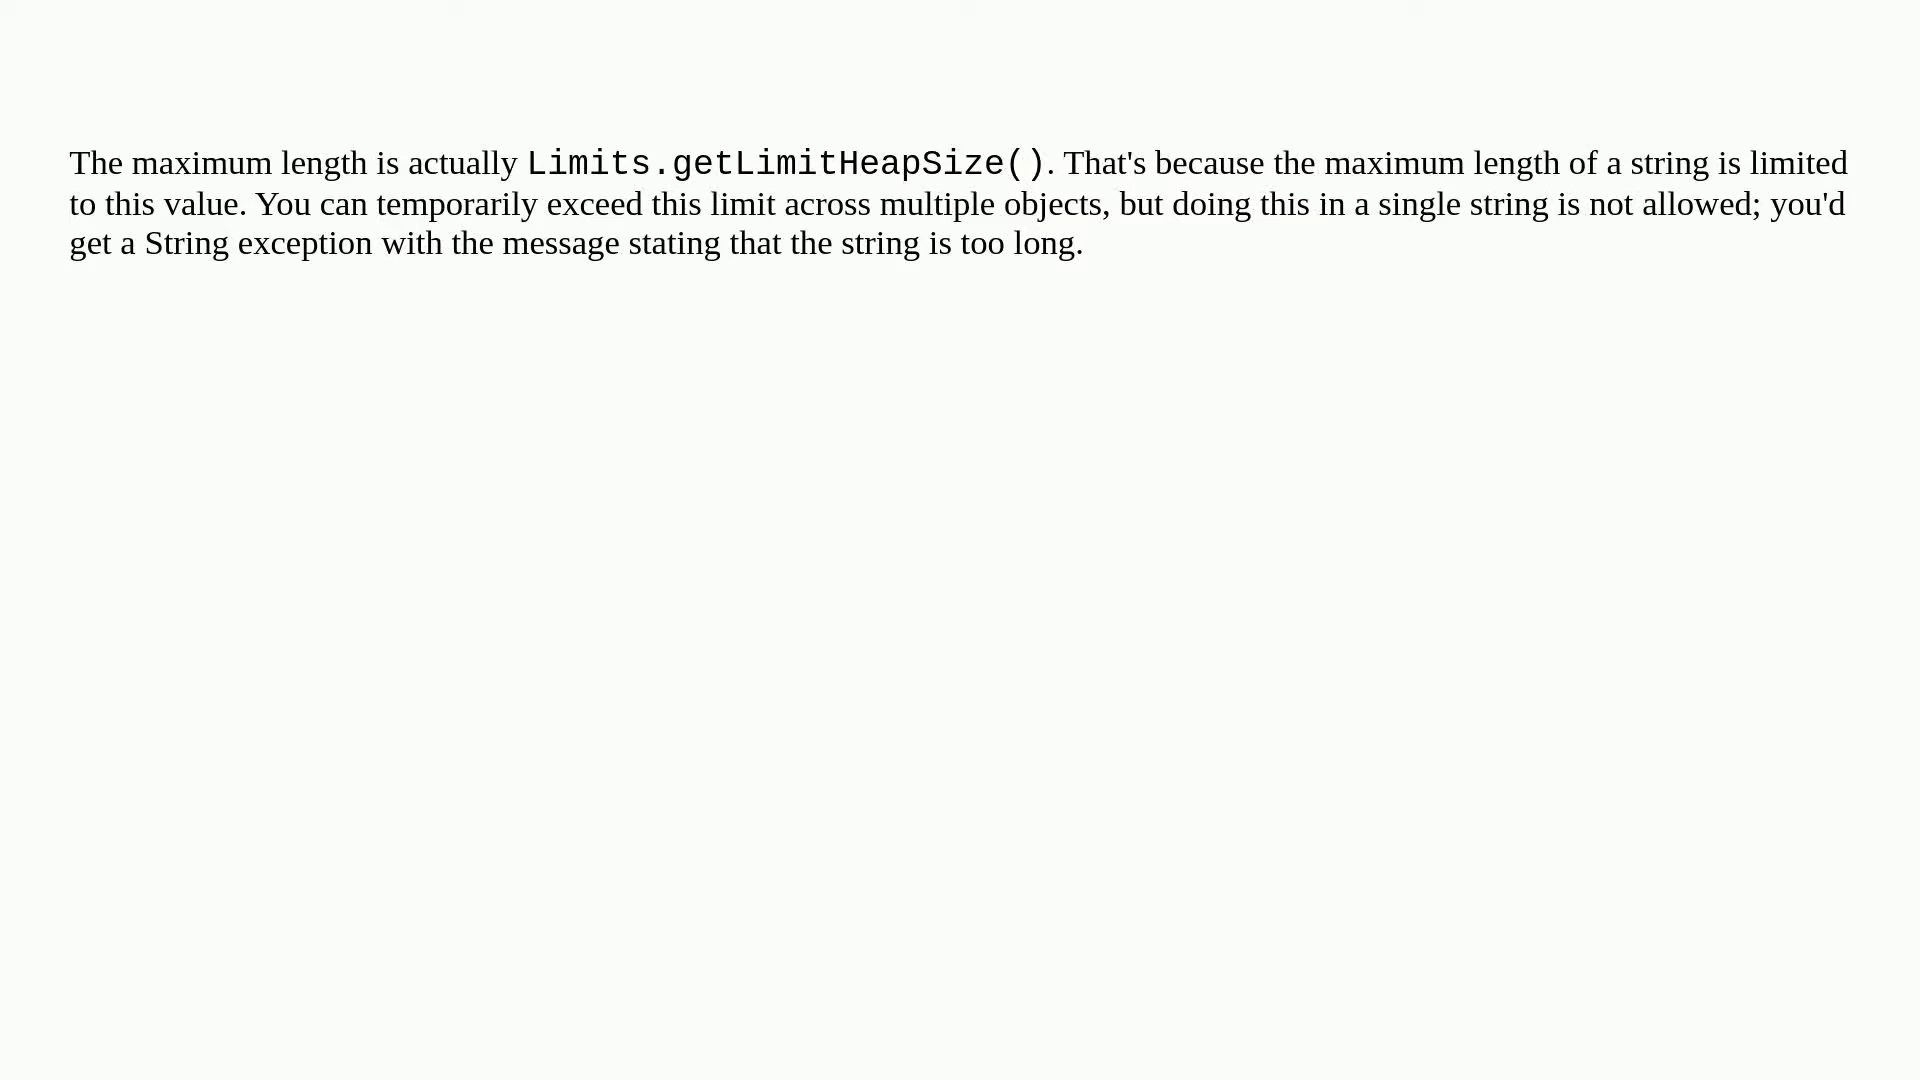 The maximum length is actually Limits.getLimitHeapSize(). That's because the maximum length of a string is limited
to this value. You can temporarily exceed this limit across multiple objects, but doing this in a single string is not allowed; you'd
get a String exception with the message stating that the string is too long.